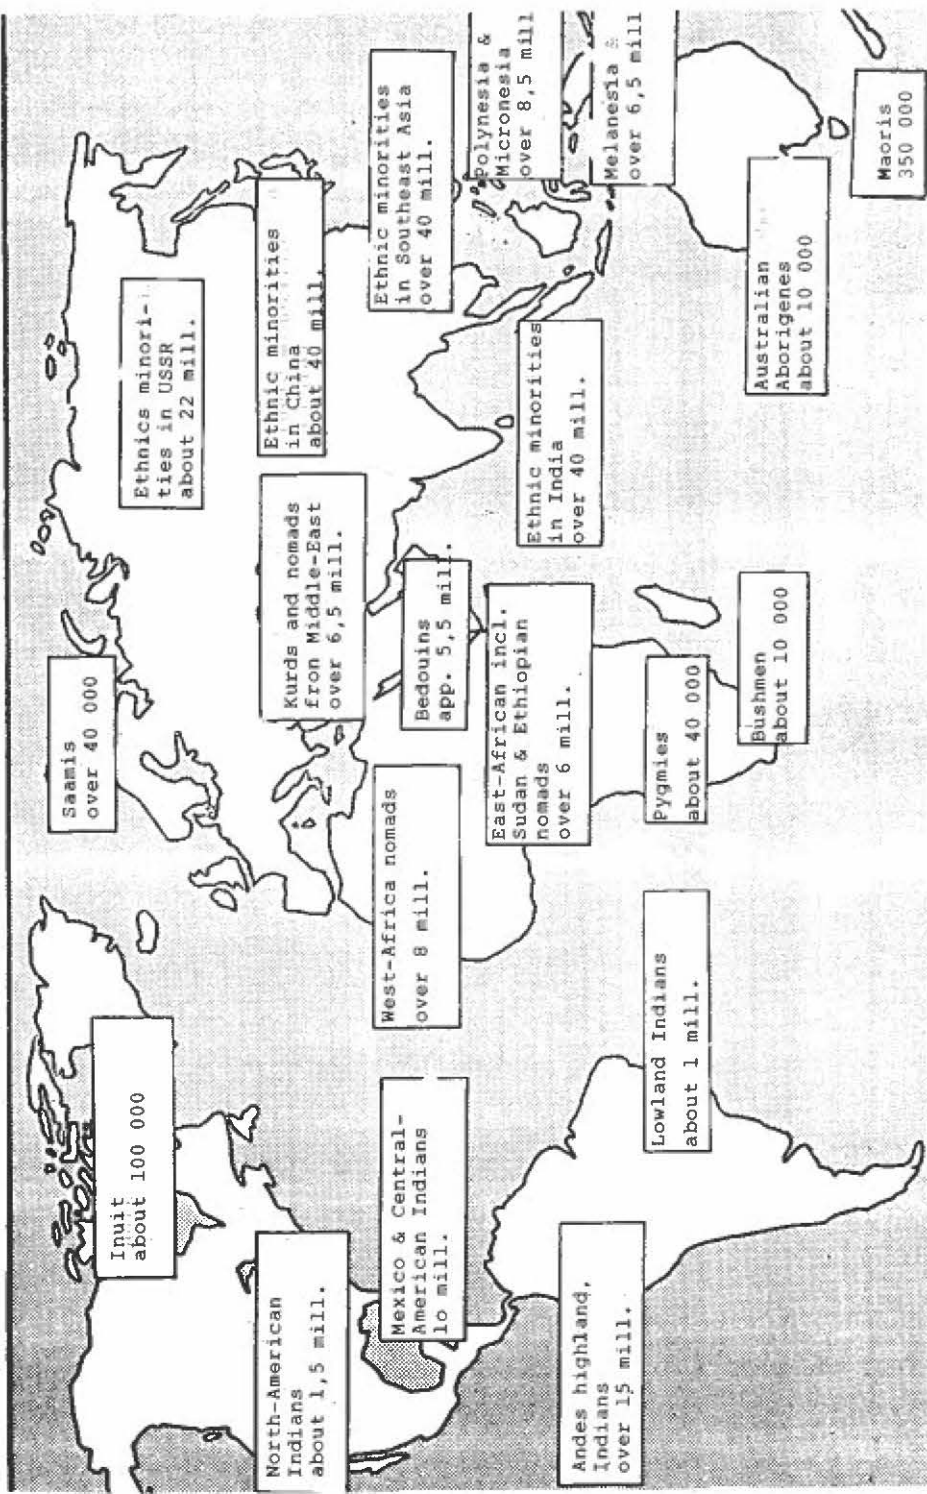 Inuit
about 100 000
North-American
Indians
about 1,5 mill.
Mexico & Central-
American Indians
lo mill.
Andes highland,
Indians
over 15 mill.
Lowland Indians
about 1 mill.
Saamis
over 40 000
West-Africa nomads
over 8 mill.
Kurds and nomads
from Middle-East
over 6,5 mill.
Bedouins
app. 5,5 mill.
East-African incl.
Sudan & Ethiopian
nomads
over 6 mill.
Pygmies
about 40 000
Bushmen
about 10 000
Ethnics minori-
ties in USSR
about 22 mill.
Ethnic minorities
in China
about 40 mill.
Ethnic minorities
in Southeast Asia
over 40 mill.
Ethnic minorities
in India
over 40 mill.
Polynesia &
Micronesia
over 8,5 mill
Melanesia
over 6,5 mill
Australian
Aborigenes
about 10 000
Maoris
350 000